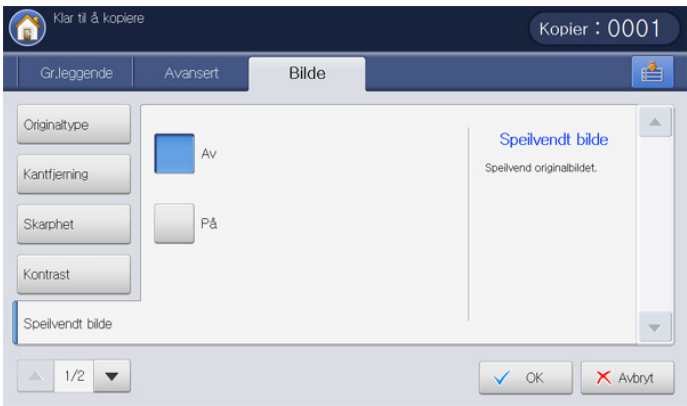 Klar til å kopiere
Kopier : 0001
Gr.leggende
Avansert
Bilde
Originaltype
Kantfjerning
Skarphet
Kontrast
Speilvendt bilde
Av
På
Speilvendt bilde
Speilvend originalbildet.
1/2
OK
Avbryt